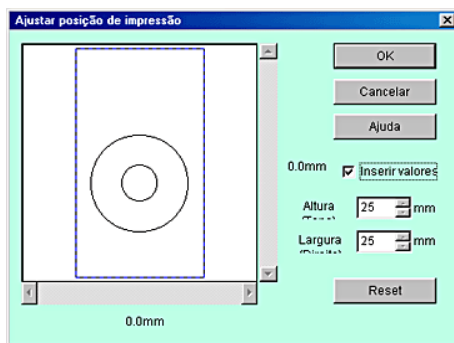 Ajustar posição de impressão
OK
Cancelar
Ajuda
0.0mm
Inserir valores
Altura
25 mm
Largura
25 mm
Reset
0.0mm